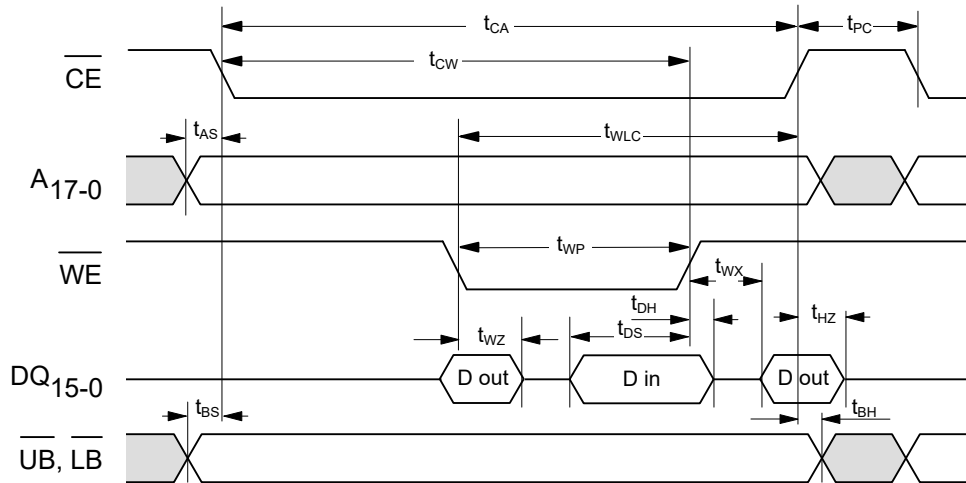 tCA
tPC
CE
tCW
tAS
tWLC
A17-0
WE
tWP
tWX
tDH
tHZ
tWZ
tDS
DQ15-0
D out
D in
D out
tBS
tBH
UB, LB